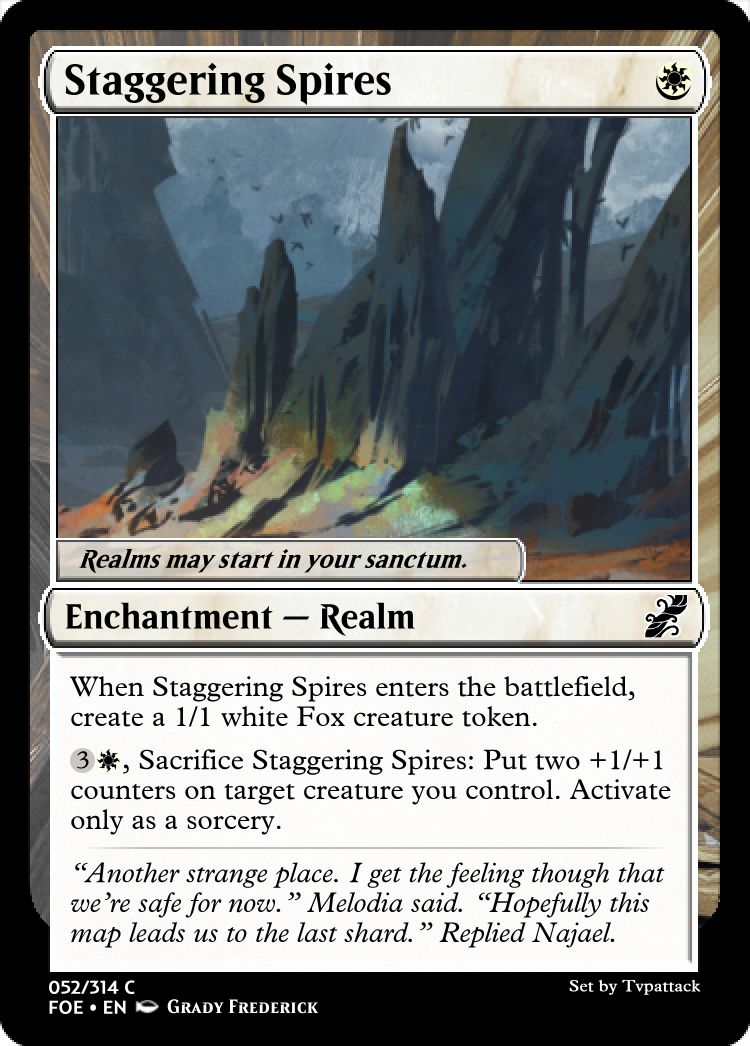 Staggering Spires
Realms may start in your sanctum.
Enchantment — Realm
When Staggering Spires enters the battlefield,
create a 1/1 white Fox creature token.
3, Sacrifice Staggering Spires: Put two +1/+1
counters on target creature you control. Activate
only as a sorcery.
“Another strange place. I get the feeling though that
we’re safe for now.” Melodia said. “Hopefully this
map leads us to the last shard.” Replied Najael.
052/314 C
Set by Tvpattack
FOE • EN Grady Frederick